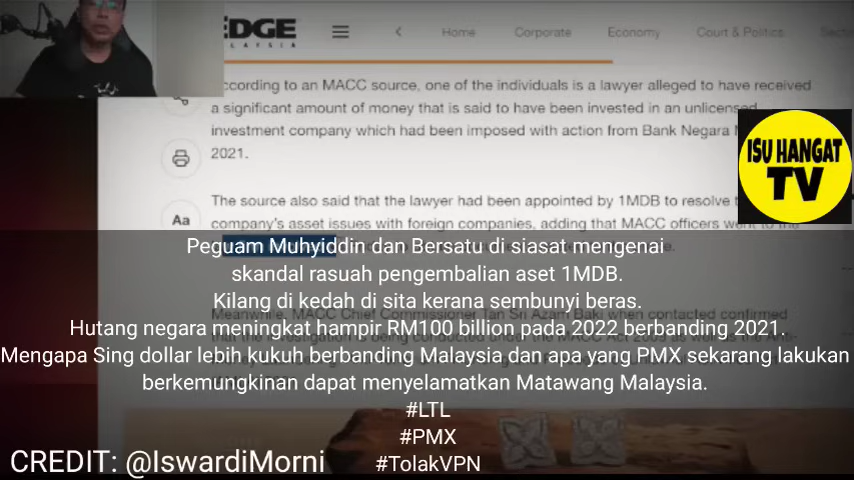 EDGE
MALAYSIA
Home
Corporate
Economy
Court & Politics
According to an MACC source, one of the individuals is a lawyer alleged to have received
a significant amount of money that is said to have been invested in an unlicensed
investment company which had been imposed with action from Bank Negara
2021.
ISU HANGAT
TV
The source also said that the lawyer had been appointed by 1MDB to resolve
Aa
company's asset issues with foreign companies, adding that MACC officers went to the
Peguam Muhyiddin dan Bersatu di siasat mengenai
skandal rasuah pengembalian aset 1MDB.
Kilang di kedah di sita kerana sembunyi beras.
Meanwhile, MACC Chief Commissioner Tan Sri Azam Baki when contacted confirmed
Hutang negara meningkat hampir RM100 billion pada 2022 berbanding 2021.
Mengapa Sing dollar lebih kukuh berbanding Malaysia dan apa yang PMX sekarang lakukan
berkemungkinan dapat menyelamatkan Matawang Malaysia.
#LTL
#PMX
#TolakVPN
CREDIT: @IswardiMorni